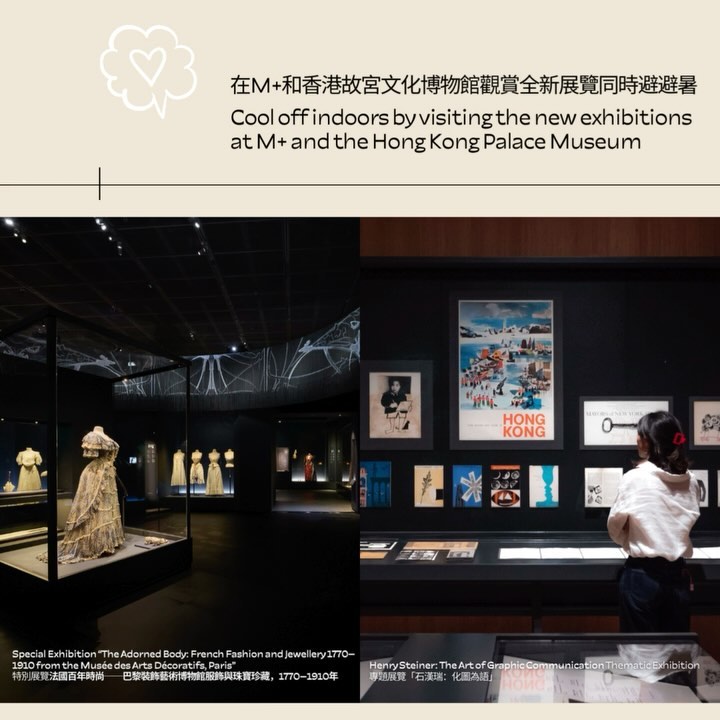 在M+和香港故宮文化博物館觀賞全新展覽同時避避暑
Cool off indoors by visiting the new exhibitions
at M+ and the Hong Kong Palace Museum
HONG
KONG
Special Exhibition "The Adorned Body: French Fashion and Jewellery 1770–
1910 from the Musée des Arts Décoratifs, Paris"
特別展覽法國百年時尚——巴黎裝飾藝術博物館服飾與珠寶珍藏，1770–1910年
Henry Steiner: The Art of Graphic Communication Thematic Exhibition
專題展覽「石漢瑞：化圖為語」
HONG
KONG